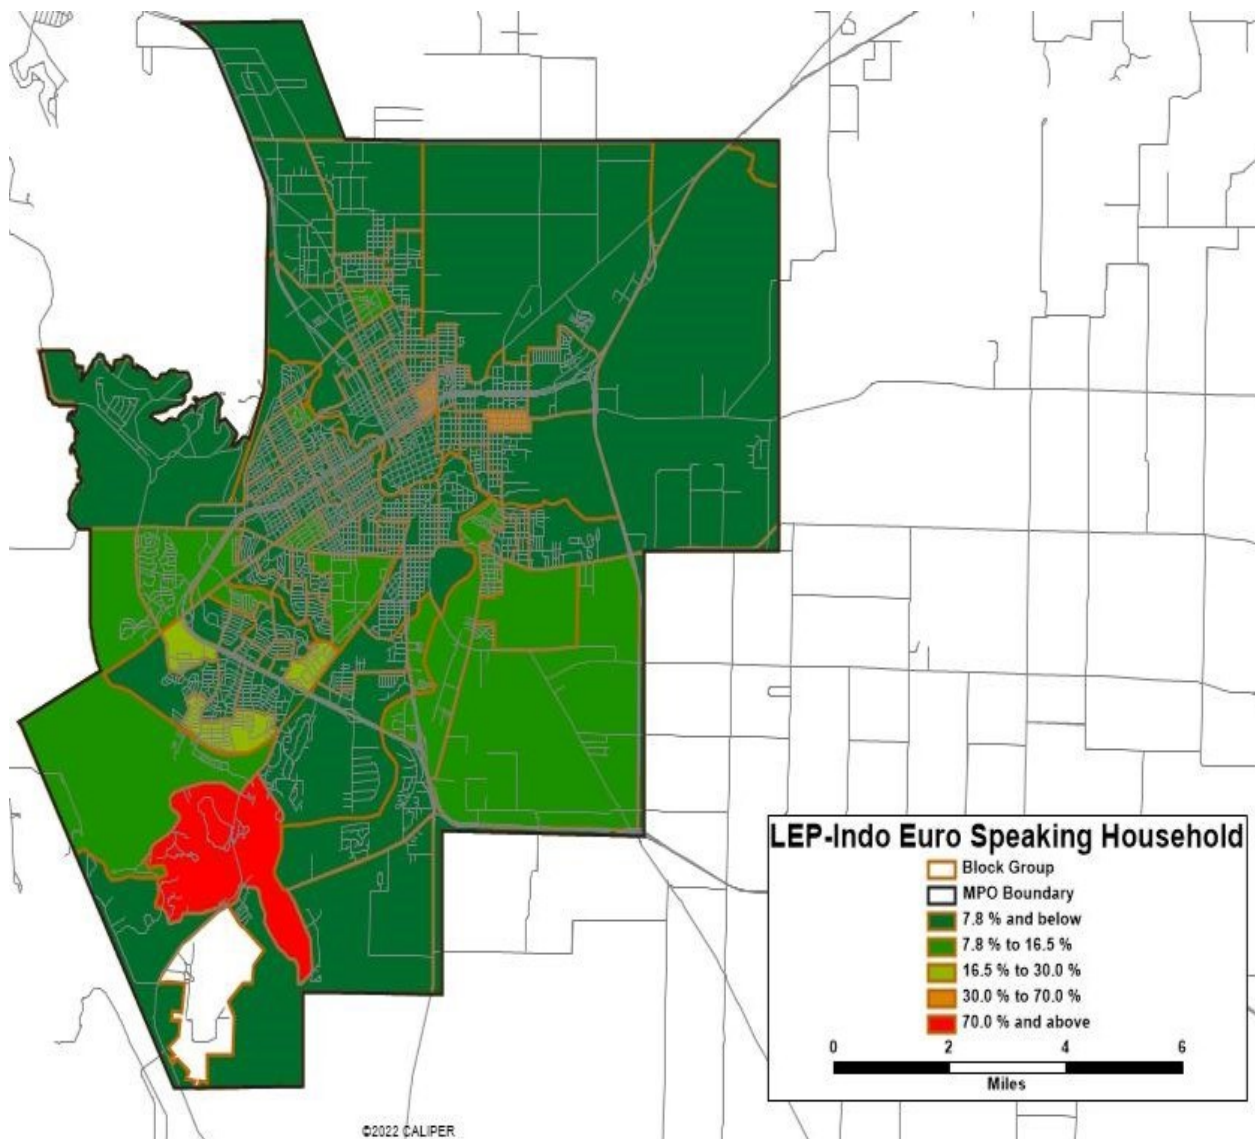 LEP-Indo Euro Speaking Household
Block Group
MPO Boundary
7.8 % and below
7.8 % to 16.5 %
16.5 % to 30.0 %
30.0 % to 70.0 %
70.0 % and above
0 2 4 6
Miles
©2022 CALIPER